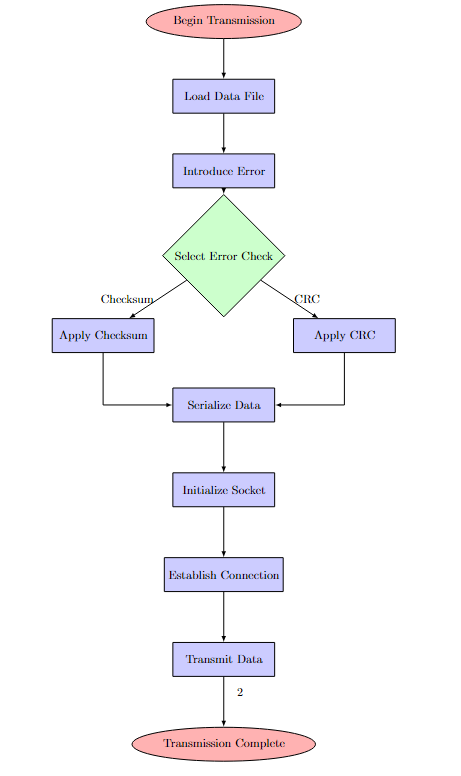 Begin Transmission
Load Data File
Introduce Error
Select Error Check
Checksum
CRC
Apply Checksum
Apply CRC
Serialize Data
Initialize Socket
Establish Connection
Transmit Data
2
Transmission Complete